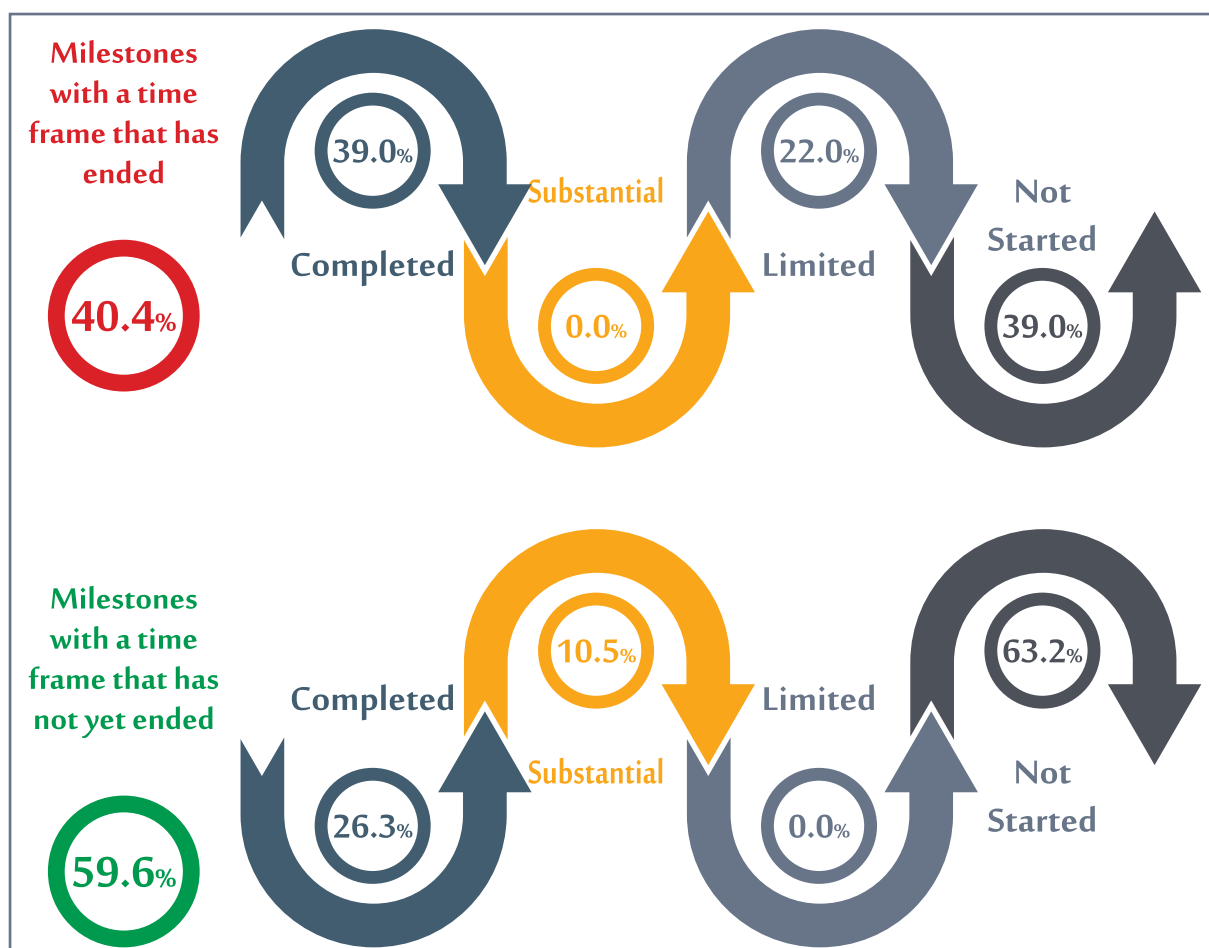 Milestones
with a time
frame that has
ended
40.4%
39.0%
Completed
Substantial
0.0%
22.0%
Limited
Not
Started
39.0%
Milestones
with a time
frame that has
not yet ended
59.6%
Completed
26.3%
10.5%
Substantial
Limited
0.0%
63.2%
Not
Started